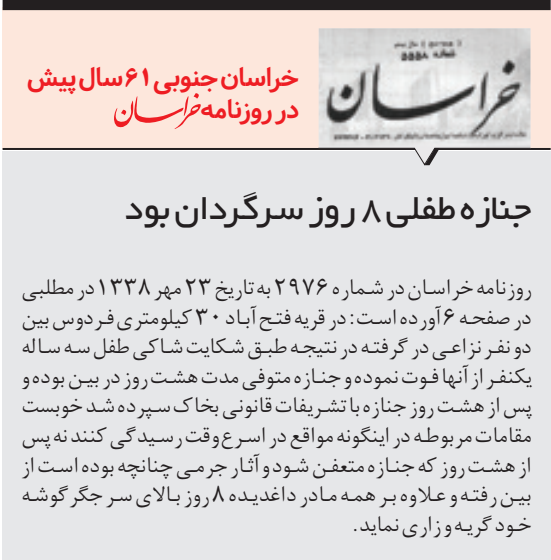 خراسان جنوبی ۶۱ سال پیش
در روزنامه خراسان
خراسان
جنازه طفلی ۸ روز سرگردان بود
روزنامه خراسان در شماره ۲۹۷۶ به تاریخ ۲۳ مهر ۱۳۳۸ در مطلبی
در صفحه ۶ آورده است: در قریه فتح آباد ۳۰ کیلومتری فردوس بین
دو نفر نزاعی در گرفته در نتیجه طبق شکایت شاکی طفل سه ساله
یکنفر از آنها فوت نموده و جنازه متوفی مدت هشت روز در بین بوده و
پس از هشت روز جنازه با تشریفات قانونی بخاک سپرده شد خوبست
مقامات مربوطه در اینگونه مواقع در اسرع وقت رسیدگی کنند نه پس
از هشت روز که جنازه متعفن شود و آثار جرمی چنانچه بوده است از
بین رفته و علاوه بر همه مادر داغدیده ۸ روز بالای سر جگر گوشه
خود گریه و زاری نماید.